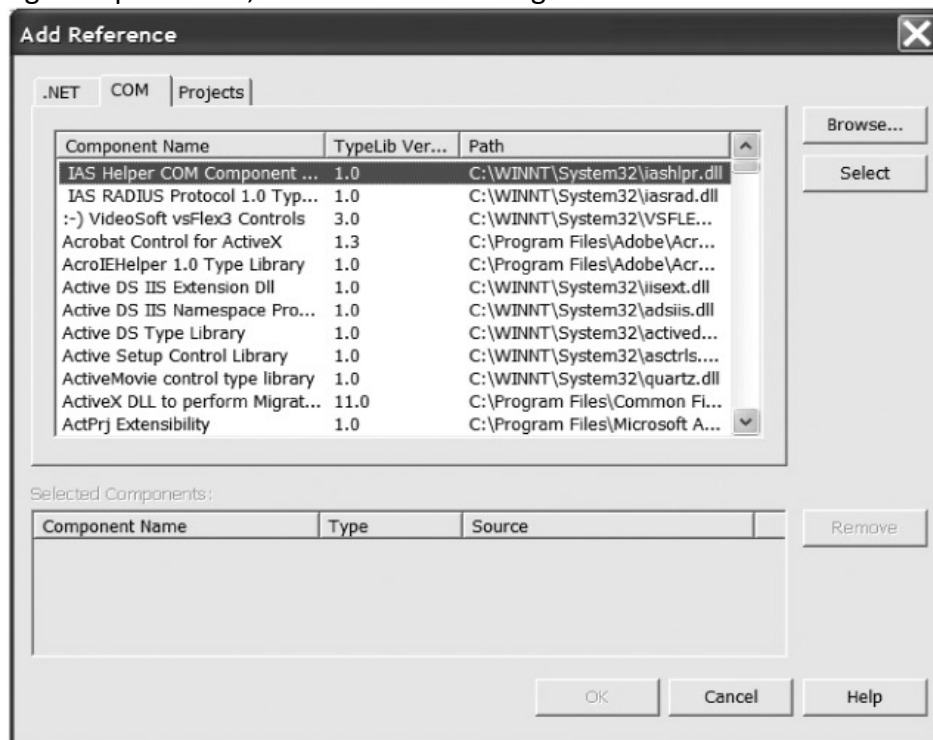 Add Reference
.NET COM Projects
Component Name TypeLib Ver... Path
IAS Helper COM Component ... 1.0 C:\WINNT\System32\iashlpr.dll
IAS RADIUS Protocol 1.0 Typ... 1.0 C:\WINNT\System32\iasrad.dll
:-) VideoSoft vsFlex3 Controls 3.0 C:\WINNT\System32\VSFLE...
Acrobat Control for ActiveX 1.3 C:\Program Files\Adobe\Acr...
AcroIEHelper 1.0 Type Library 1.0 C:\Program Files\Adobe\Acr...
Active DS IIS Extension Dll 1.0 C:\WINNT\System32\iisext.dll
Active DS IIS Namespace Pro... 1.0 C:\WINNT\System32\adsiis.dll
Active DS Type Library 1.0 C:\WINNT\System32\actived...
Active Setup Control Library 1.0 C:\WINNT\System32\asctrls....
ActiveMovie control type library 1.0 C:\WINNT\System32\quartz.dll
ActiveX DLL to perform Migrat... 11.0 C:\Program Files\Common Fi...
ActPrj Extensibility 1.0 C:\Program Files\Microsoft A...
Browse...
Select
Selected Components:
Component Name Type Source
Remove
OK Cancel Help